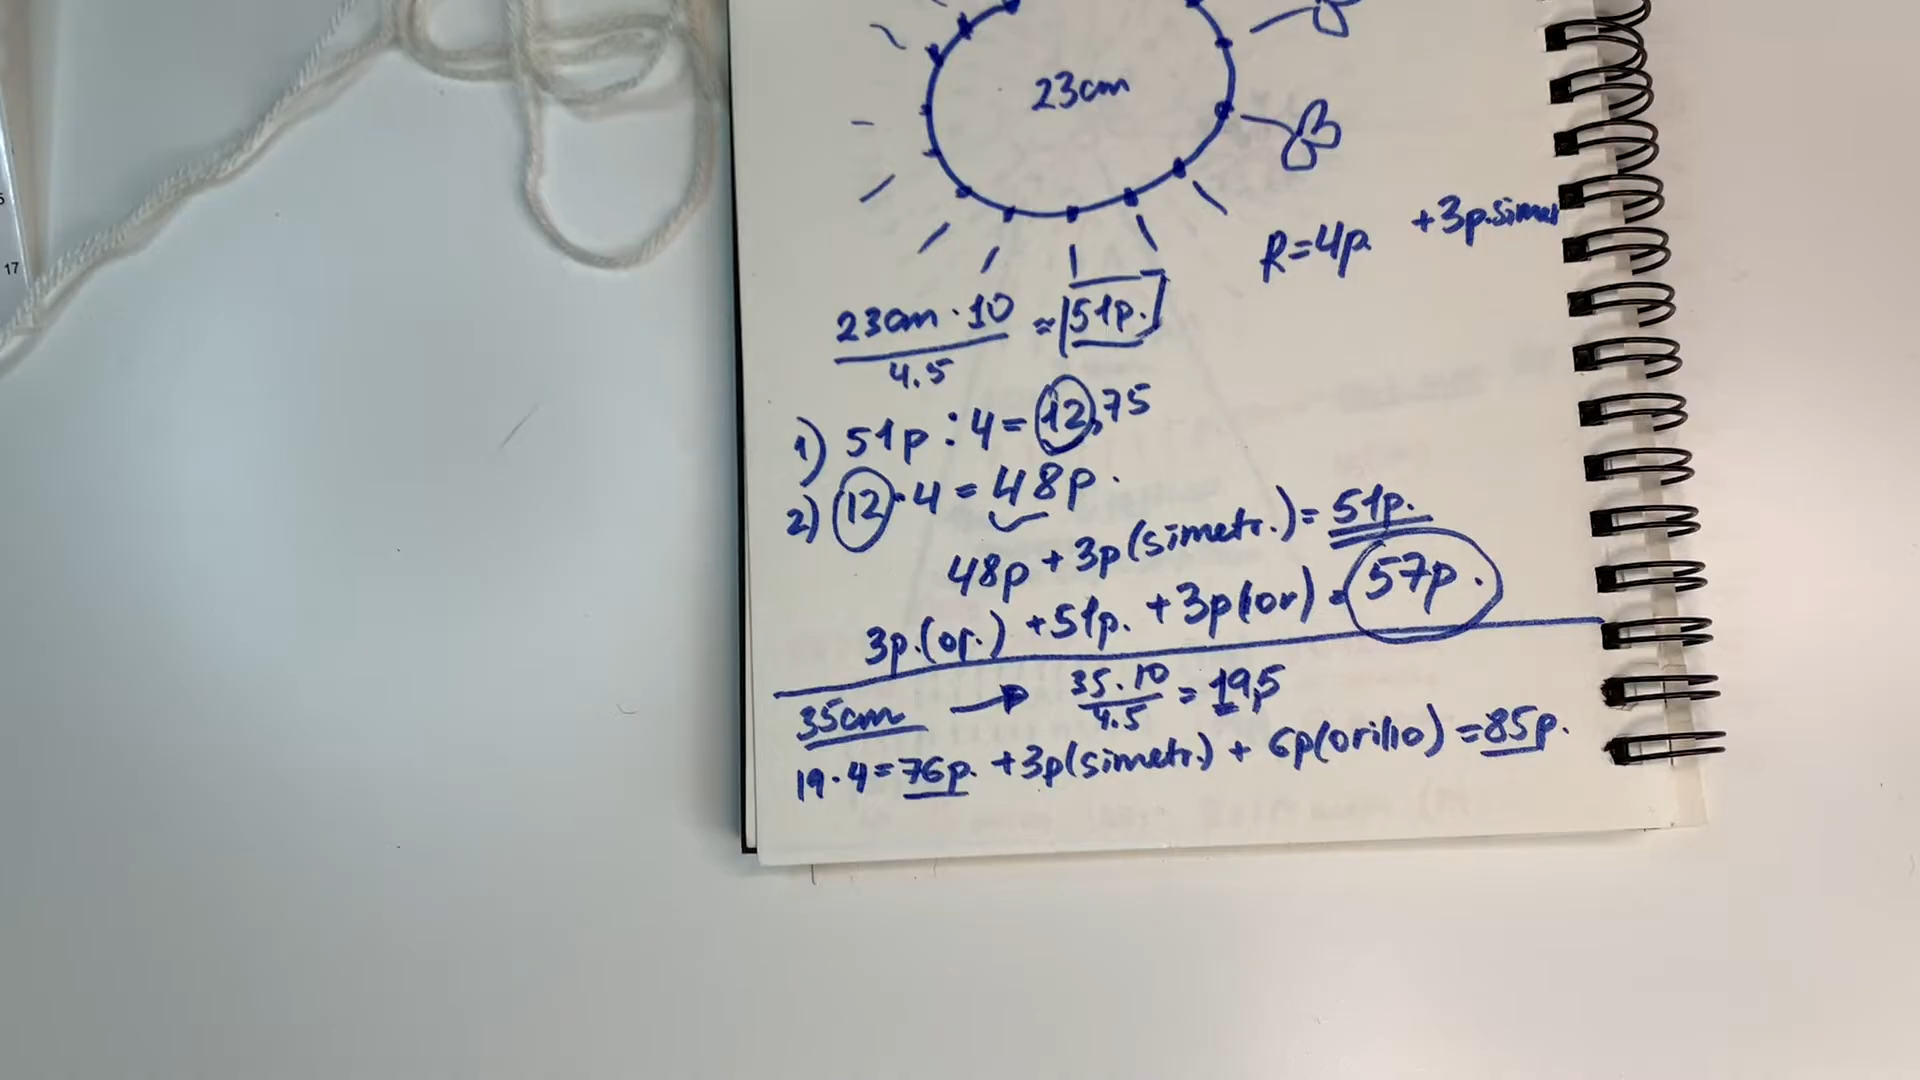 23cm
R=4p. +3p.simet
23cm·10 / 4.5 ≈ [51p.]
1) 51p : 4 = 12,75
2) 12·4 = 48p.
48p + 3p(simetr.) = 51p.
3p.(or.) + 51p. + 3p(or) = 57p.
35cm → 35.10 / 4.5 = 19,5
19·4 = 76p. + 3p(simetr.) + 6p(orillo) = 85p.
17